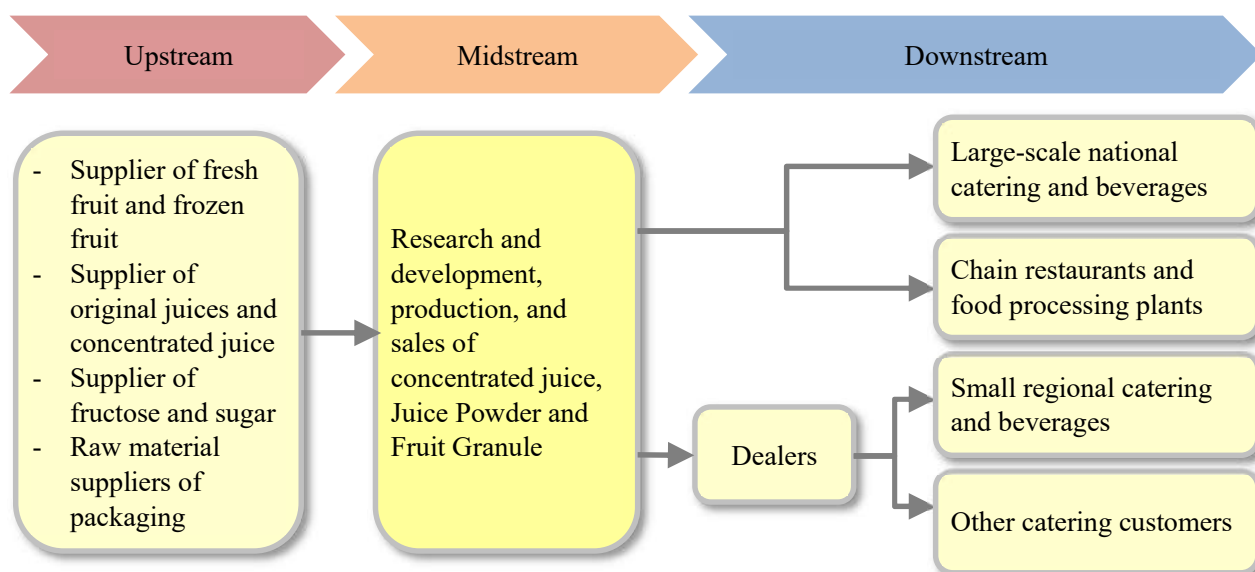 Upstream
Midstream
Downstream
- Supplier of fresh
fruit and frozen
fruit
- Supplier of
original juices and
concentrated juice
- Supplier of
fructose and sugar
- Raw material
suppliers of
packaging
Research and
development,
production, and
sales of
concentrated juice,
Juice Powder and
Fruit Granule
Large-scale national
catering and beverages
Chain restaurants and
food processing plants
Dealers
Small regional catering
and beverages
Other catering customers